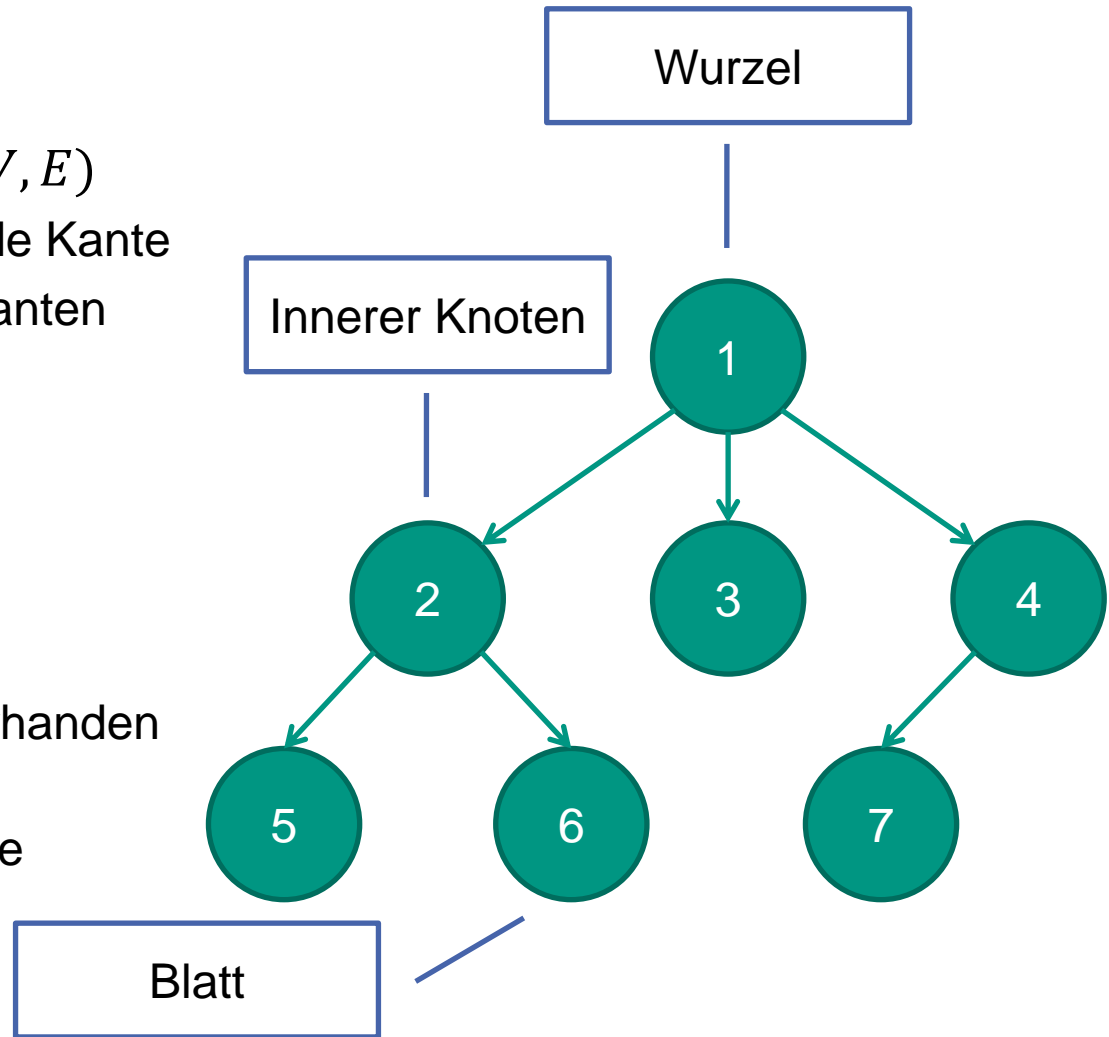 Wurzel
, E)
le Kante
Innerer Knoten
anten
1
2
3
4
handen
5
6
7
e
Blatt